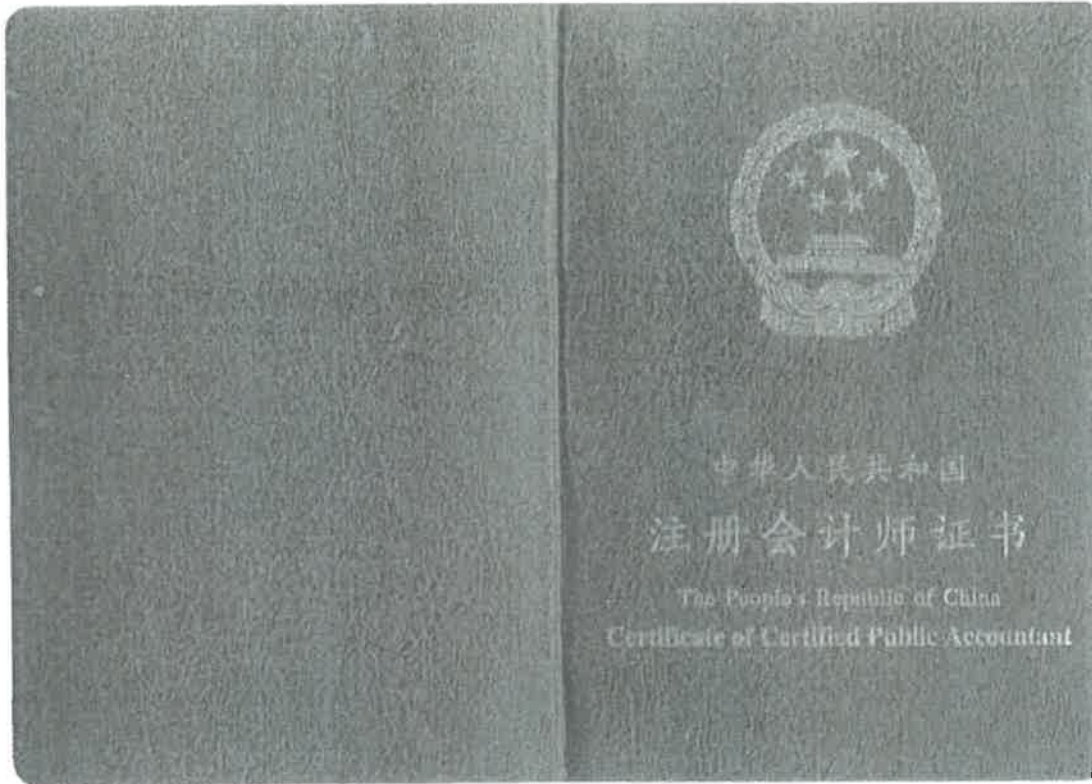 中华人民共和国
注册会计师证书
The People's Republic of China
Certificate of Certified Public Accountant